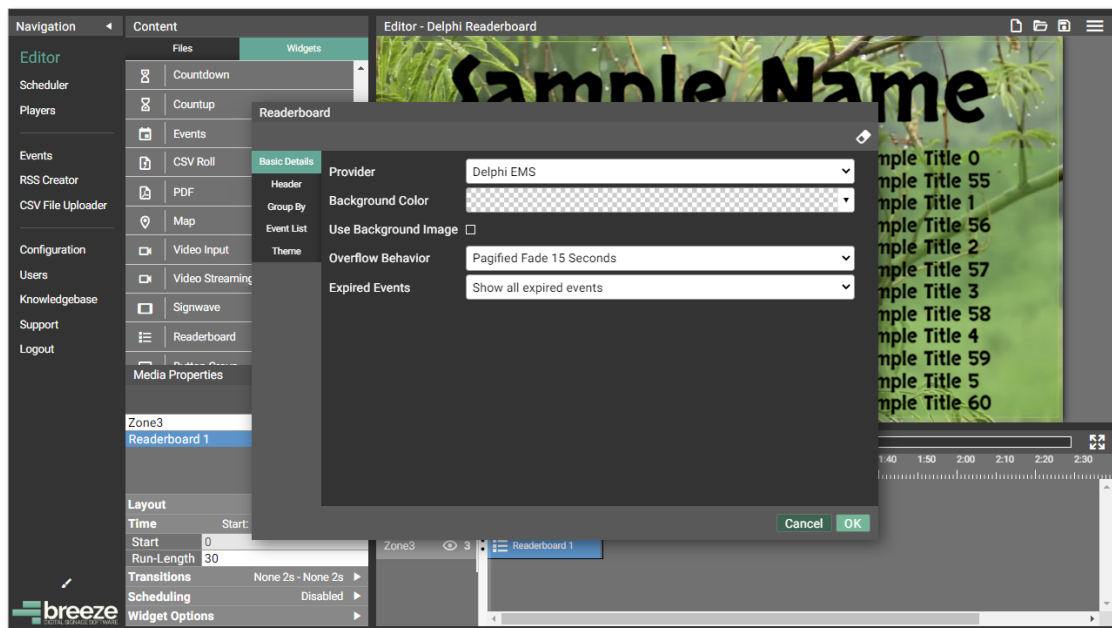 Navigation
Editor
Scheduler
Players
Events
RSS Creator
CSV File Uploader
Configuration
Users
Knowledgebase
Support
Logout
breeze
DIGITAL SIGNAGE SOFTWARE
Content
Files Widgets
Countdown
Countup
Events
CSV Roll
PDF
Map
Video Input
Video Streaming
Signwave
Readerboard
Media Properties
Zone3
Readerboard 1
Layout
Time Start:
Start 0
Run-Length 30
Transitions None 2s - None 2s
Scheduling Disabled
Widget Options
Editor - Delphi Readerboard
Sample Name
mple Title 0
mple Title 55
mple Title 1
mple Title 56
mple Title 2
mple Title 57
mple Title 3
mple Title 58
mple Title 4
mple Title 59
mple Title 5
mple Title 60
Readerboard
Basic Details
Header
Group By
Event List
Theme
Provider Delphi EMS
Background Color
Use Background Image
Overflow Behavior Pagified Fade 15 Seconds
Expired Events Show all expired events
Cancel OK
1:40 1:50 2:00 2:10 2:20 2:30
Zone3 3 Readerboard 1